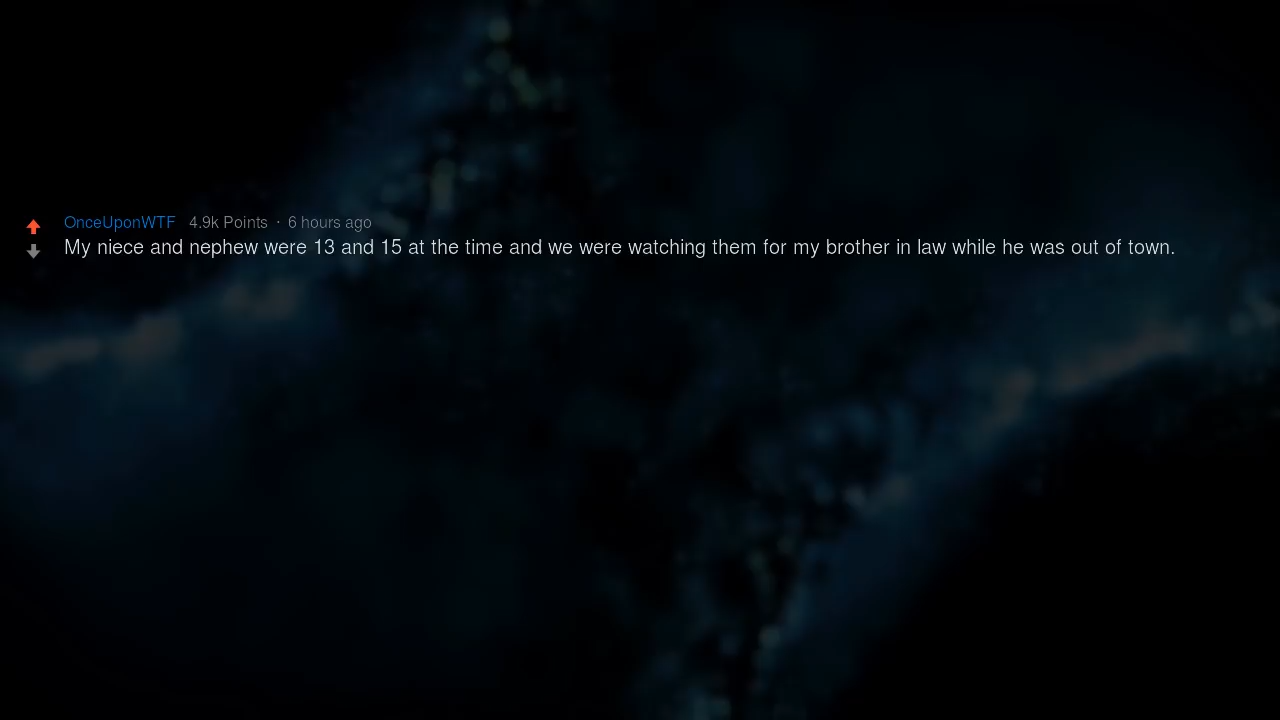 OnceUponWTF 4.9k Points · 6 hours ago
My niece and nephew were 13 and 15 at the time and we were watching them for my brother in law while he was out of town.